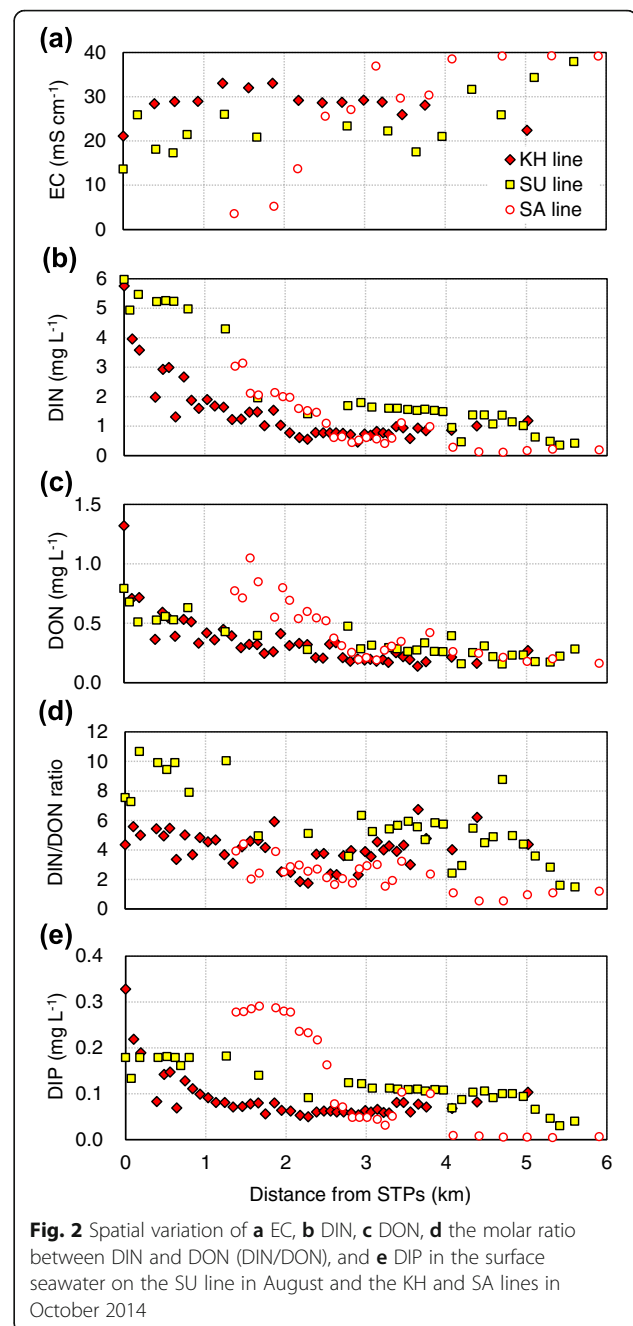 (a)
40
30
20
10
0
EC (mS cm⁻¹)
KH line
SU line
SA line
(b)
6
5
4
3
2
1
0
DIN (mg L⁻¹)
(c)
1.5
1.0
0.5
0.0
DON (mg L⁻¹)
(d)
12
10
8
6
4
2
0
DIN/DON ratio
(e)
0.4
0.3
0.2
0.1
0.0
DIP (mg L⁻¹)
0 1 2 3 4 5 6
Distance from STPs (km)
Fig. 2 Spatial variation of a EC, b DIN, c DON, d the molar ratio
between DIN and DON (DIN/DON), and e DIP in the surface
seawater on the SU line in August and the KH and SA lines in
October 2014